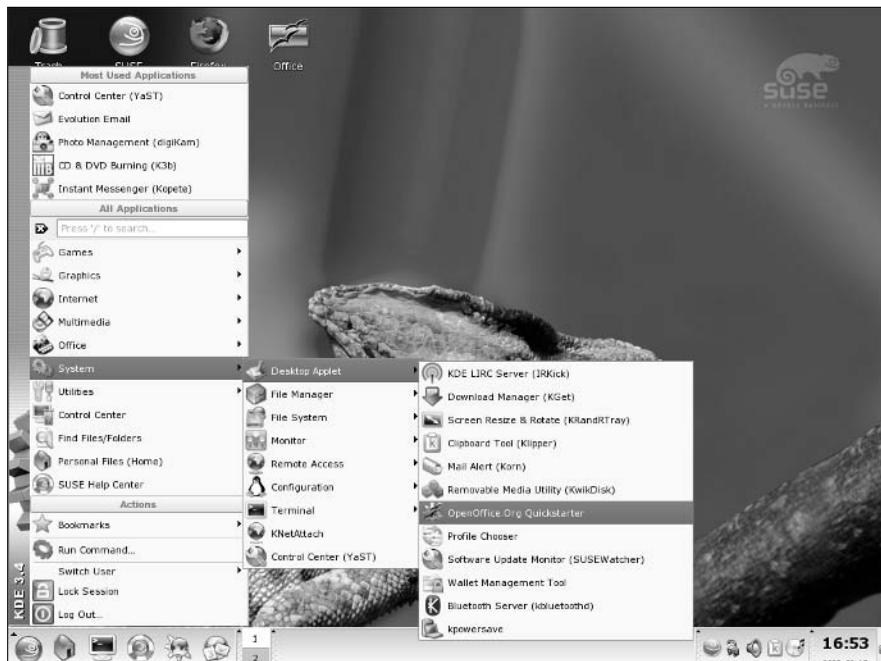 Trash
SUSE
Firefox
Office
suse
Most Used Applications
Control Center (YaST)
Evolution Email
Photo Management (digiKam)
CD & DVD Burning (K3b)
Instant Messenger (Kopete)
All Applications
Press '/' to search...
Games
Graphics
Internet
Multimedia
Office
System
Utilities
Control Center
Find Files/Folders
Personal Files (Home)
SUSE Help Center
Actions
Bookmarks
Run Command...
Switch User
Lock Session
Log Out...
KDE 3.4
Desktop Applet
File Manager
File System
Monitor
Remote Access
Configuration
Terminal
KNetAttach
Control Center (YaST)
KDE LIRC Server (IRKick)
Download Manager (KGet)
Screen Resize & Rotate (KRandRTray)
Clipboard Tool (Klipper)
Mail Alert (Korn)
Removable Media Utility (KwikDisk)
OpenOffice.Org Quickstarter
Profile Chooser
Software Update Monitor (SUSEWatcher)
Wallet Management Tool
Bluetooth Server (kbluetoothd)
kpowersave
1
2
16:53